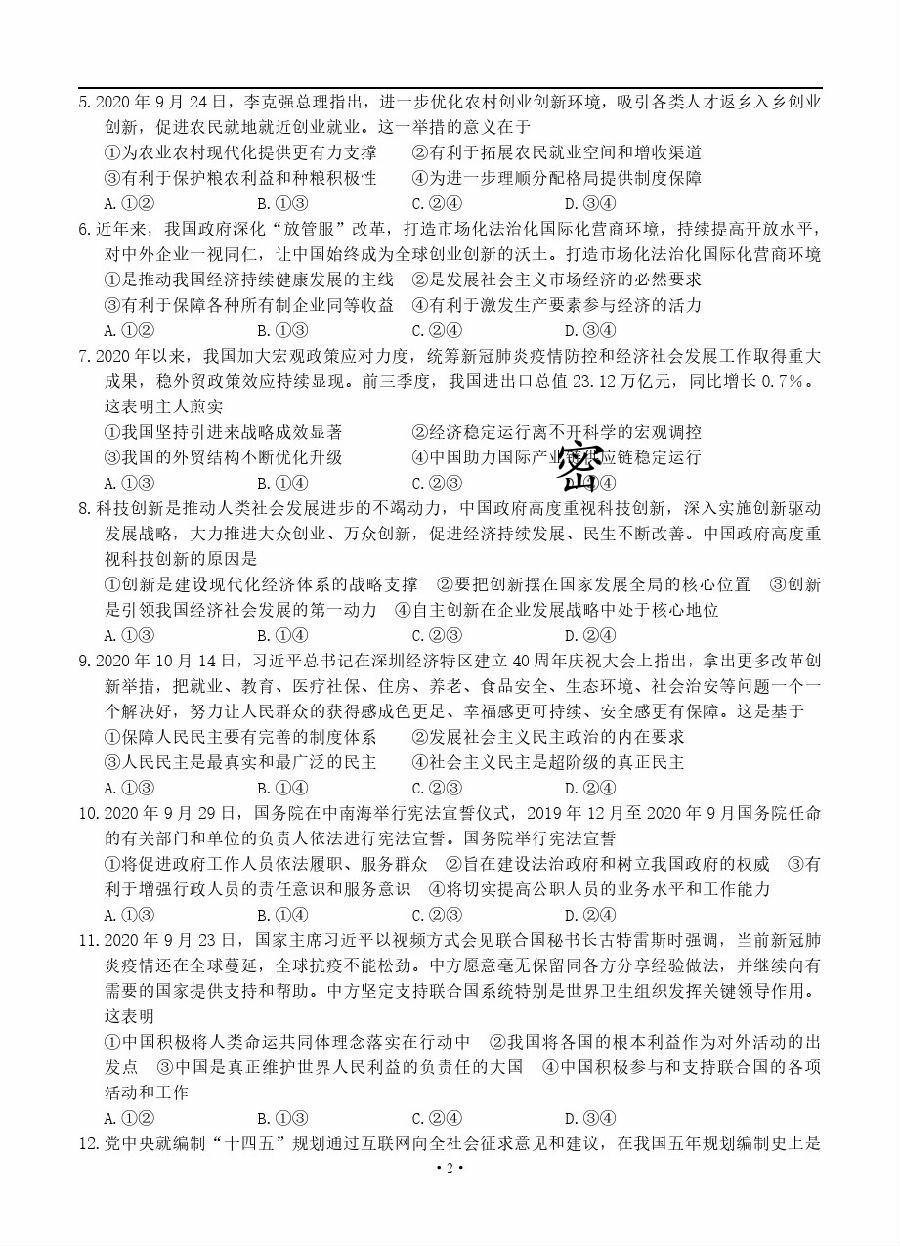 5. 2020 年 9 月 24 日，李克强总理指出，进一步优化农村创业创新环境，吸引各类人才返乡入乡创业
创新，促进农民就地就近创业就业。这一举措的意义在于
①为农业农村现代化提供更有力支撑 ②有利于拓展农民就业空间和增收渠道
③有利于保护粮农利益和种粮积极性 ④为进一步理顺分配格局提供制度保障
A. ①② B. ①③ C. ②④ D. ③④
6. 近年来，我国政府深化“放管服”改革，打造市场化法治化国际化营商环境，持续提高开放水平，
对中外企业一视同仁，让中国始终成为全球创业创新的沃土。打造市场化法治化国际化营商环境
①是推动我国经济持续健康发展的主线 ②是发展社会主义市场经济的必然要求
③有利于保障各种所有制企业同等收益 ④有利于激发生产要素参与经济的活力
A. ①② B. ①③ C. ②④ D. ③④
7. 2020 年以来，我国加大宏观政策应对力度，统筹新冠肺炎疫情防控和经济社会发展工作取得重大
成果，稳外贸政策效应持续显现。前三季度，我国进出口总值 23.12 万亿元，同比增长 0.7%。
这表明主人煎实
①我国坚持引进来战略成效显著 ②经济稳定运行离不开科学的宏观调控
③我国的外贸结构不断优化升级 ④中国助力国际产业链供应链稳定运行
A. ①③ B. ①④ C. ②③ D. ②④
密
8. 科技创新是推动人类社会发展进步的不竭动力，中国政府高度重视科技创新，深入实施创新驱动
发展战略，大力推进大众创业、万众创新，促进经济持续发展、民生不断改善。中国政府高度重
视科技创新的原因是
①创新是建设现代化经济体系的战略支撑 ②要把创新摆在国家发展全局的核心位置 ③创新
是引领我国经济社会发展的第一动力 ④自主创新在企业发展战略中处于核心地位
A. ①③ B. ①④ C. ②③ D. ②④
9. 2020 年 10 月 14 日，习近平总书记在深圳经济特区建立 40 周年庆祝大会上指出，拿出更多改革创
新举措，把就业、教育、医疗社保、住房、养老、食品安全、生态环境、社会治安等问题一个一
个解决好，努力让人民群众的获得感成色更足、幸福感更可持续、安全感更有保障。这是基于
①保障人民民主要有完善的制度体系 ②发展社会主义民主政治的内在要求
③人民民主是最真实和最广泛的民主 ④社会主义民主是超阶级的真正民主
A. ①③ B. ①④ C. ②③ D. ②④
10. 2020 年 9 月 29 日，国务院在中南海举行宪法宣誓仪式，2019 年 12 月至 2020 年 9 月国务院任命
的有关部门和单位的负责人依法进行宪法宣誓。国务院举行宪法宣誓
①将促进政府工作人员依法履职、服务群众 ②旨在建设法治政府和树立我国政府的权威 ③有
利于增强行政人员的责任意识和服务意识 ④将切实提高公职人员的业务水平和工作能力
A. ①③ B. ①④ C. ②③ D. ②④
11. 2020 年 9 月 23 日，国家主席习近平以视频方式会见联合国秘书长古特雷斯时强调，当前新冠肺
炎疫情还在全球蔓延，全球抗疫不能松劲。中方愿意毫无保留同各方分享经验做法，并继续向有
需要的国家提供支持和帮助。中方坚定支持联合国系统特别是世界卫生组织发挥关键领导作用。
这表明
①中国积极将人类命运共同体理念落实在行动中 ②我国将各国的根本利益作为对外活动的出
发点 ③中国是真正维护世界人民利益的负责任的大国 ④中国积极参与和支持联合国的各项
活动和工作
A. ①② B. ①③ C. ②④ D. ③④
12. 党中央就编制“十四五”规划通过互联网向全社会征求意见和建议，在我国五年规划编制史上是
• 2 •